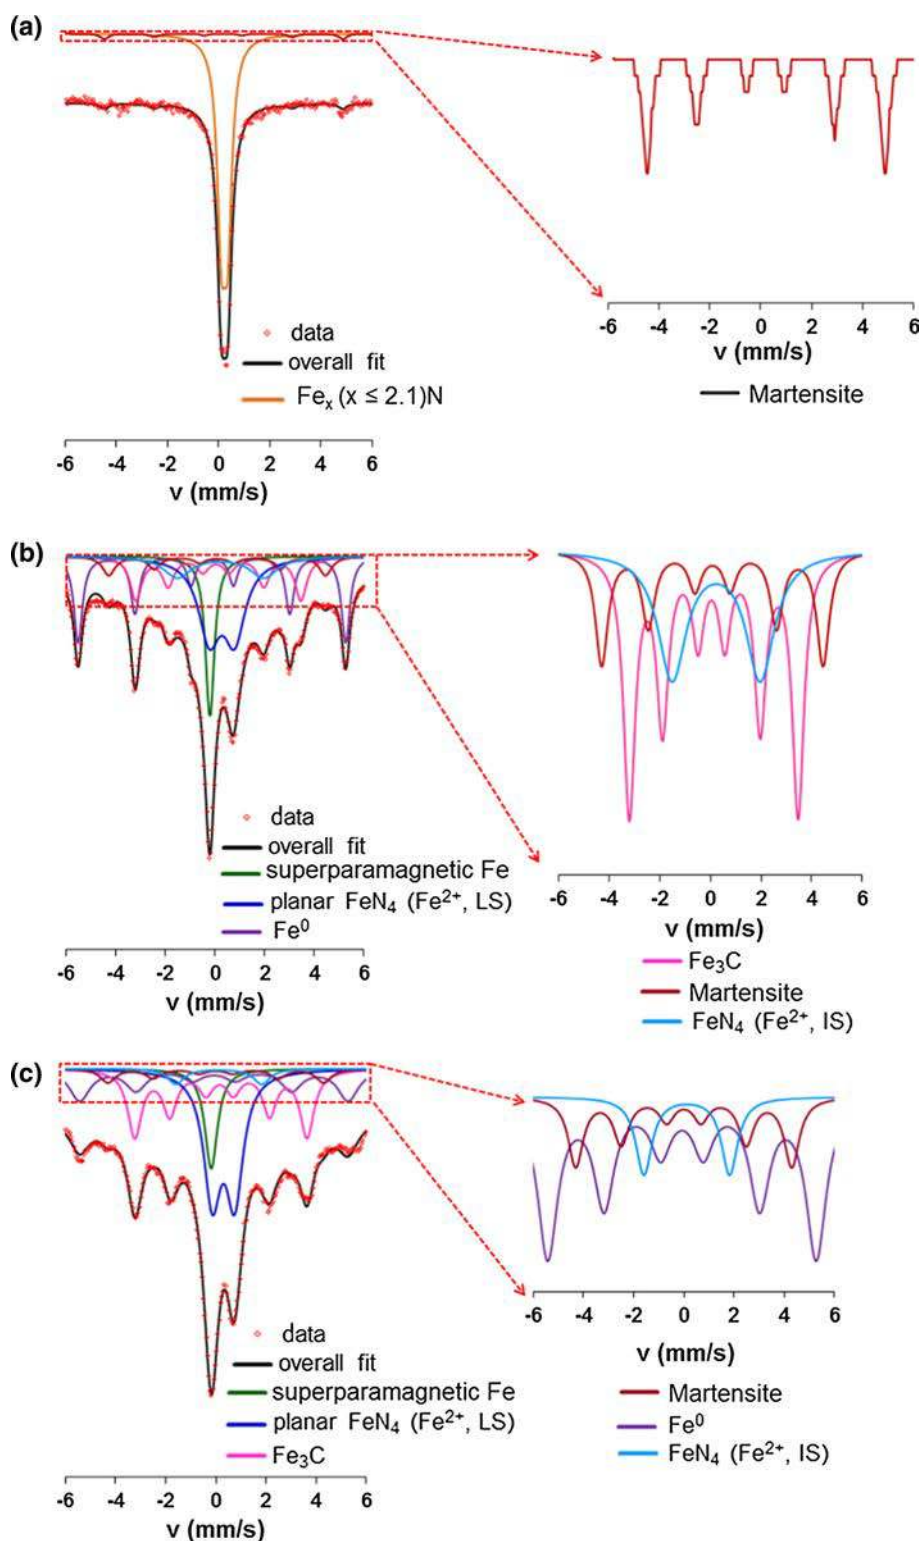 (a)
data
overall fit
Feₓ (x ≤ 2.1)N
-6 -4 -2 0 2 4 6
v (mm/s)
-6 -4 -2 0 2 4 6
v (mm/s)
Martensite
(b)
data
overall fit
superparamagnetic Fe
planar FeN₄ (Fe²⁺, LS)
Fe⁰
-6 -4 -2 0 2 4 6
v (mm/s)
-6 -4 -2 0 2 4 6
v (mm/s)
Fe₃C
Martensite
FeN₄ (Fe²⁺, IS)
(c)
data
overall fit
superparamagnetic Fe
planar FeN₄ (Fe²⁺, LS)
Fe₃C
-6 -4 -2 0 2 4 6
v (mm/s)
-6 -4 -2 0 2 4 6
v (mm/s)
Martensite
Fe⁰
FeN₄ (Fe²⁺, IS)